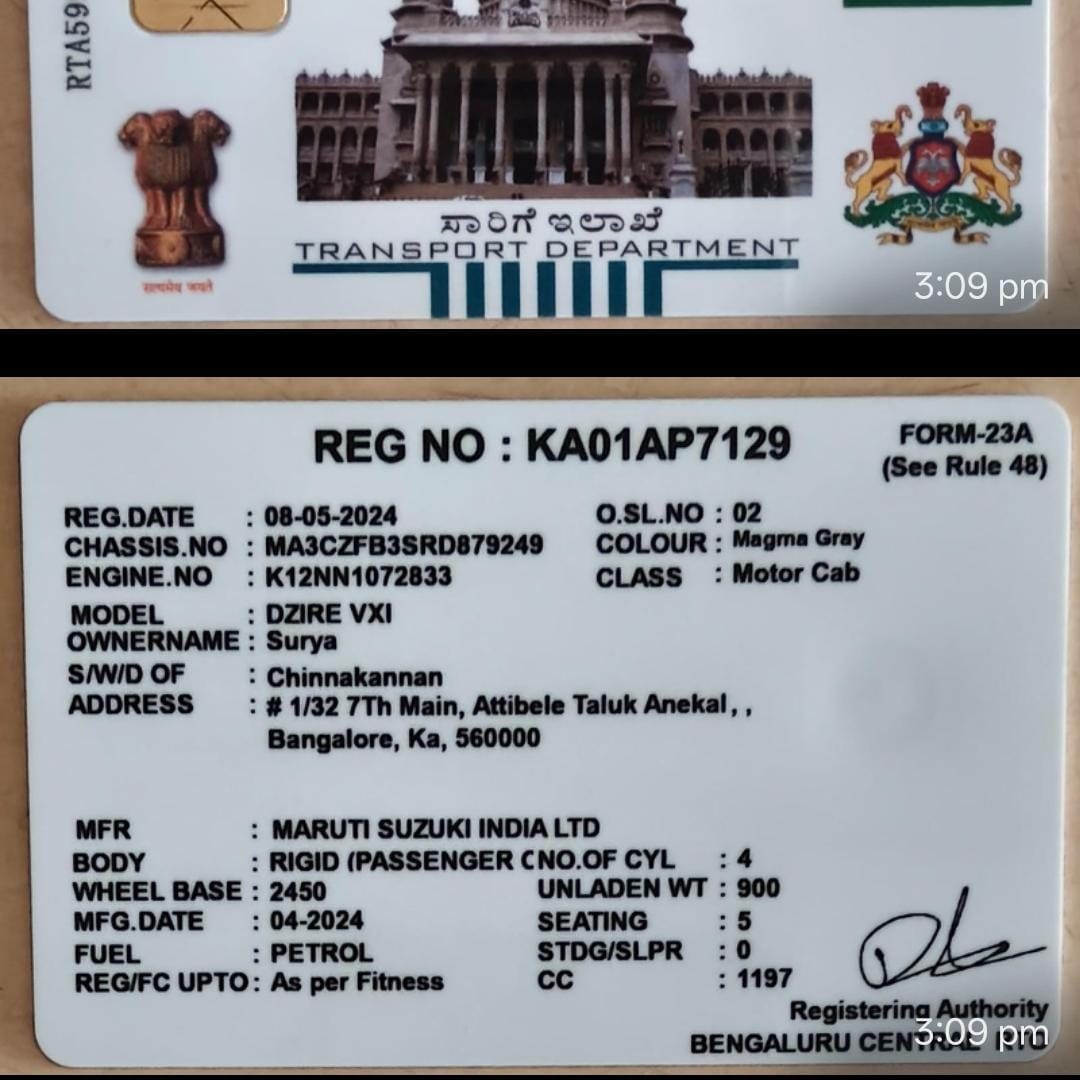 RTA59
ಸಾರಿಗೆ ಇಲಾಖೆ
TRANSPORT DEPARTMENT
सत्यमेव जयते
3:09 pm
REG NO : KA01AP7129
FORM-23A
(See Rule 48)
REG.DATE : 08-05-2024 O.SL.NO : 02
CHASSIS.NO : MA3CZFB3SRD879249 COLOUR : Magma Gray
ENGINE.NO : K12NN1072833 CLASS : Motor Cab
MODEL : DZIRE VXI
OWNERNAME : Surya
S/W/D OF : Chinnakannan
ADDRESS : # 1/32 7Th Main, Attibele Taluk Anekal, ,
Bangalore, Ka, 560000
MFR : MARUTI SUZUKI INDIA LTD
BODY : RIGID (PASSENGER C NO.OF CYL : 4
WHEEL BASE : 2450 UNLADEN WT : 900
MFG.DATE : 04-2024 SEATING : 5
FUEL : PETROL STDG/SLPR : 0
REG/FC UPTO : As per Fitness CC : 1197
Registering Authority
BENGALURU CENTRAL RTO
3:09 pm